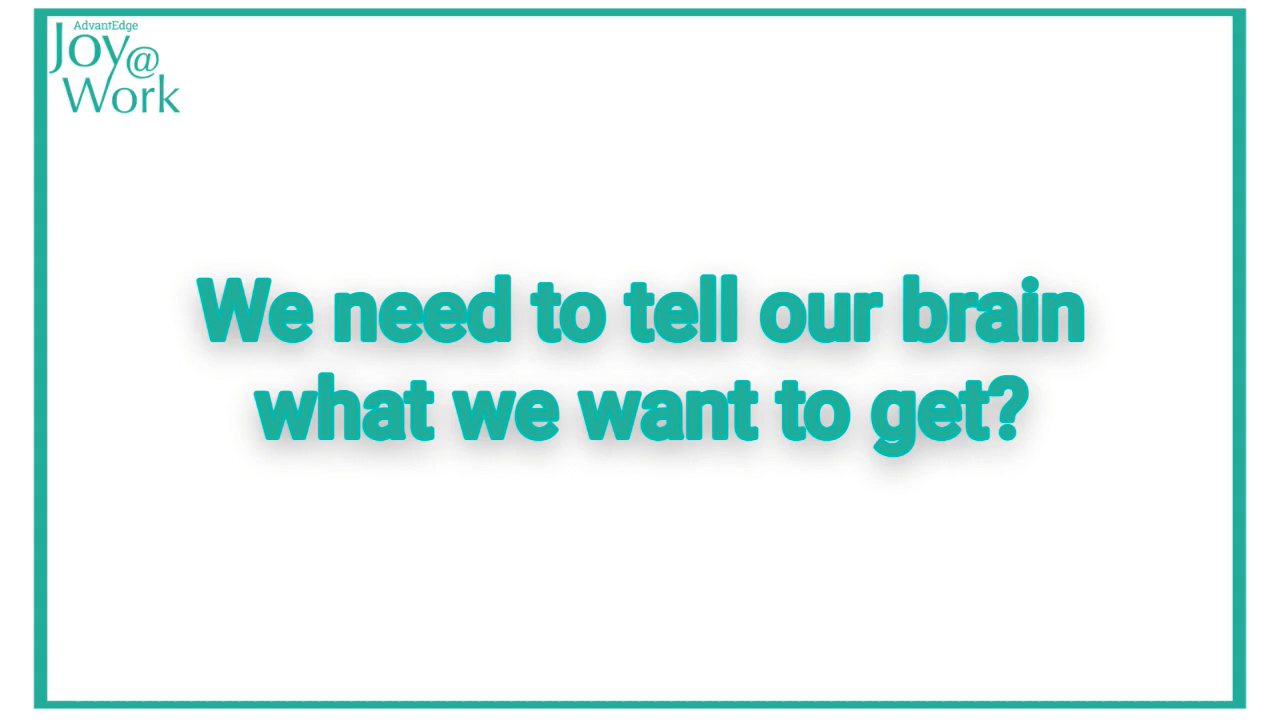 AdvantEdge
Joy@
Work
We need to tell our brain
what we want to get?